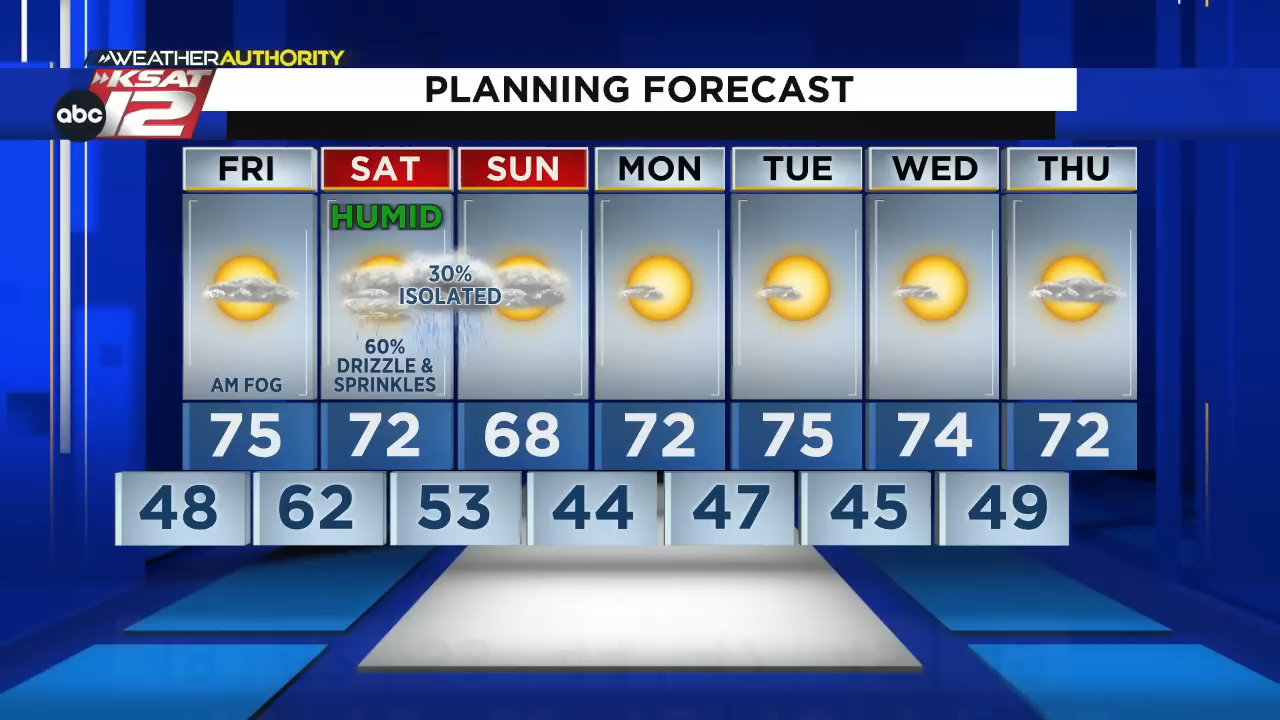 WEATHERAUTHORITY
KSAT
abc 12
PLANNING FORECAST
FRI SAT SUN MON TUE WED THU
HUMID
30%
ISOLATED
60%
DRIZZLE &
AM FOG SPRINKLES
75 72 68 72 75 74 72
48 62 53 44 47 45 49